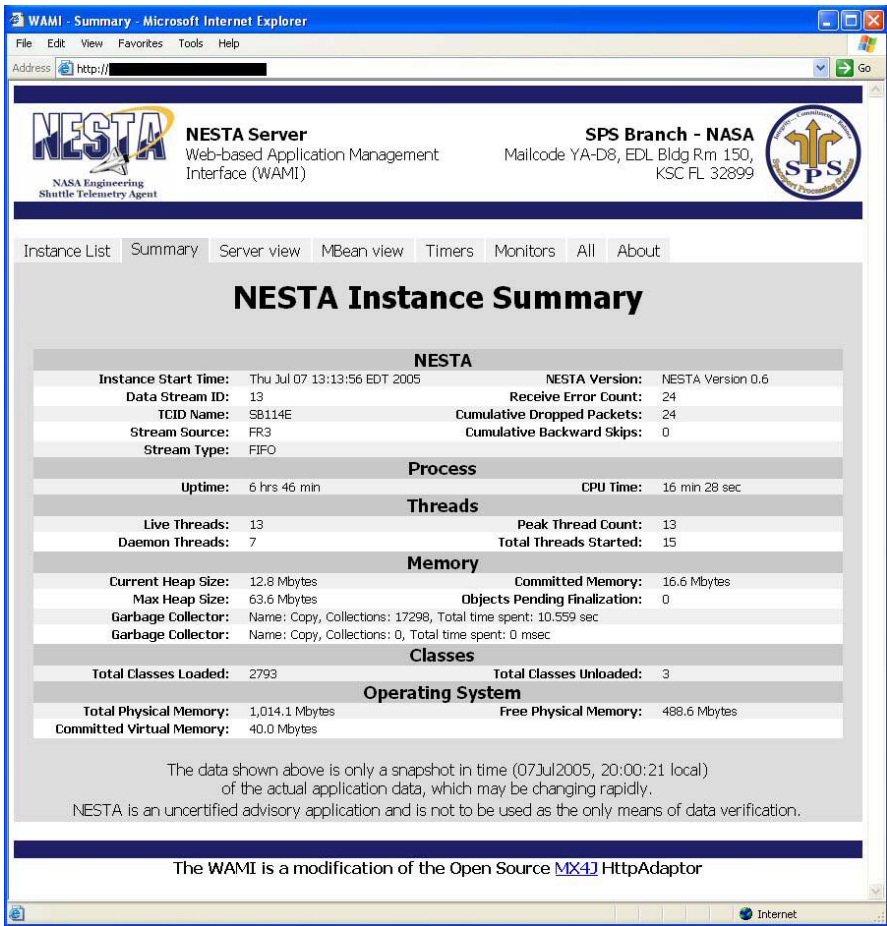 WAMI - Summary - Microsoft Internet Explorer
File Edit View Favorites Tools Help
Address http:// Go
NESTA
NASA Engineering
Shuttle Telemetry Agent
NESTA Server
Web-based Application Management
Interface (WAMI)
SPS Branch - NASA
Mailcode YA-D8, EDL Bldg Rm 150,
KSC FL 32899
SPS
Instance List Summary Server view MBean view Timers Monitors All About
NESTA Instance Summary
NESTA
Instance Start Time: Thu Jul 07 13:13:56 EDT 2005 NESTA Version: NESTA Version 0.6
Data Stream ID: 13 Receive Error Count: 24
TCID Name: SB114E Cumulative Dropped Packets: 24
Stream Source: FR3 Cumulative Backward Skips: 0
Stream Type: FIFO
Process
Uptime: 6 hrs 46 min CPU Time: 16 min 28 sec
Threads
Live Threads: 13 Peak Thread Count: 13
Daemon Threads: 7 Total Threads Started: 15
Memory
Current Heap Size: 12.8 Mbytes Committed Memory: 16.6 Mbytes
Max Heap Size: 63.6 Mbytes Objects Pending Finalization: 0
Garbage Collector: Name: Copy, Collections: 17298, Total time spent: 10.559 sec
Garbage Collector: Name: Copy, Collections: 0, Total time spent: 0 msec
Classes
Total Classes Loaded: 2793 Total Classes Unloaded: 3
Operating System
Total Physical Memory: 1,014.1 Mbytes Free Physical Memory: 488.6 Mbytes
Committed Virtual Memory: 40.0 Mbytes
The data shown above is only a snapshot in time (07Jul2005, 20:00:21 local)
of the actual application data, which may be changing rapidly.
NESTA is an uncertified advisory application and is not to be used as the only means of data verification.
The WAMI is a modification of the Open Source MX4J HttpAdaptor
Internet